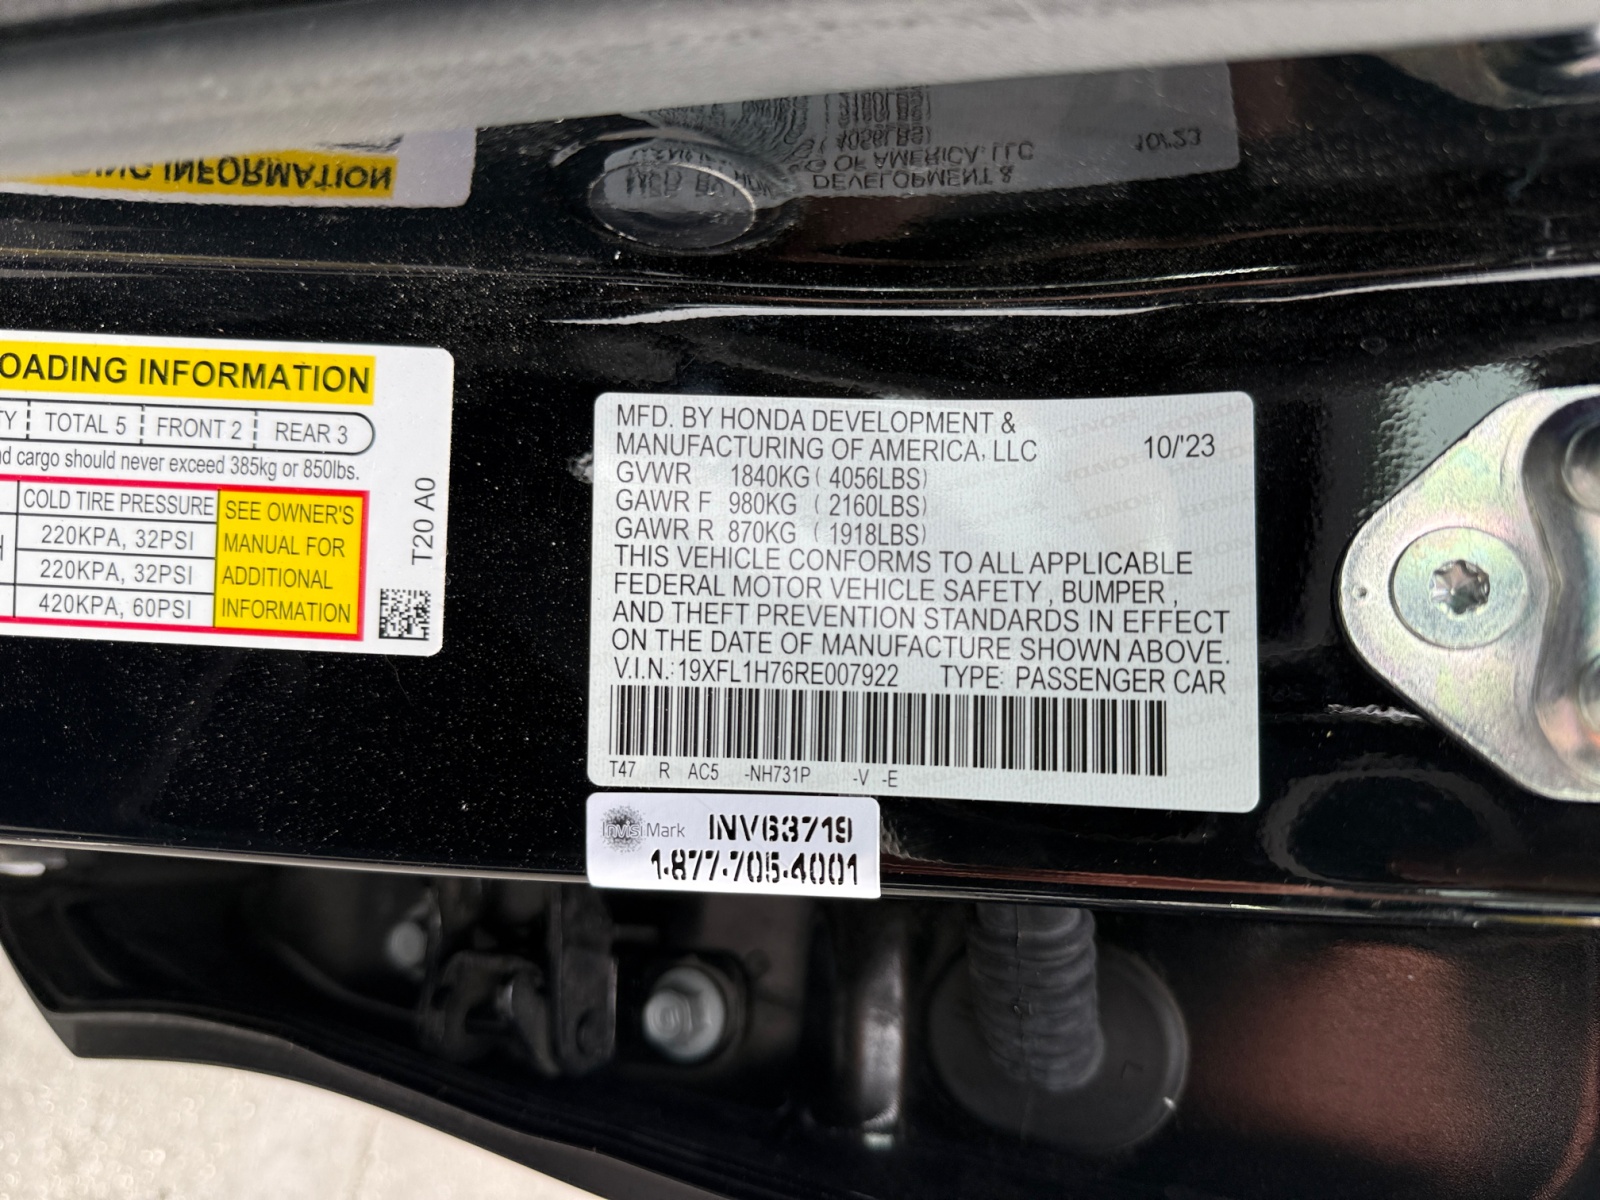 OADING INFORMATION
TY TOTAL 5 FRONT 2 REAR 3
nd cargo should never exceed 385kg or 850lbs.
COLD TIRE PRESSURE
220KPA, 32PSI
220KPA, 32PSI
420KPA, 60PSI
SEE OWNER'S
MANUAL FOR
ADDITIONAL
INFORMATION
T20 A0
MFD. BY HONDA DEVELOPMENT &
MANUFACTURING OF AMERICA, LLC 10/'23
GVWR 1840KG ( 4056LBS)
GAWR F 980KG ( 2160LBS)
GAWR R 870KG ( 1918LBS)
THIS VEHICLE CONFORMS TO ALL APPLICABLE
FEDERAL MOTOR VEHICLE SAFETY, BUMPER,
AND THEFT PREVENTION STANDARDS IN EFFECT
ON THE DATE OF MANUFACTURE SHOWN ABOVE.
V.I.N.: 19XFL1H76RE007922 TYPE: PASSENGER CAR
T47 R AC5 -NH731P -V -E
InvisiMark INV63719
1-877-705-4001